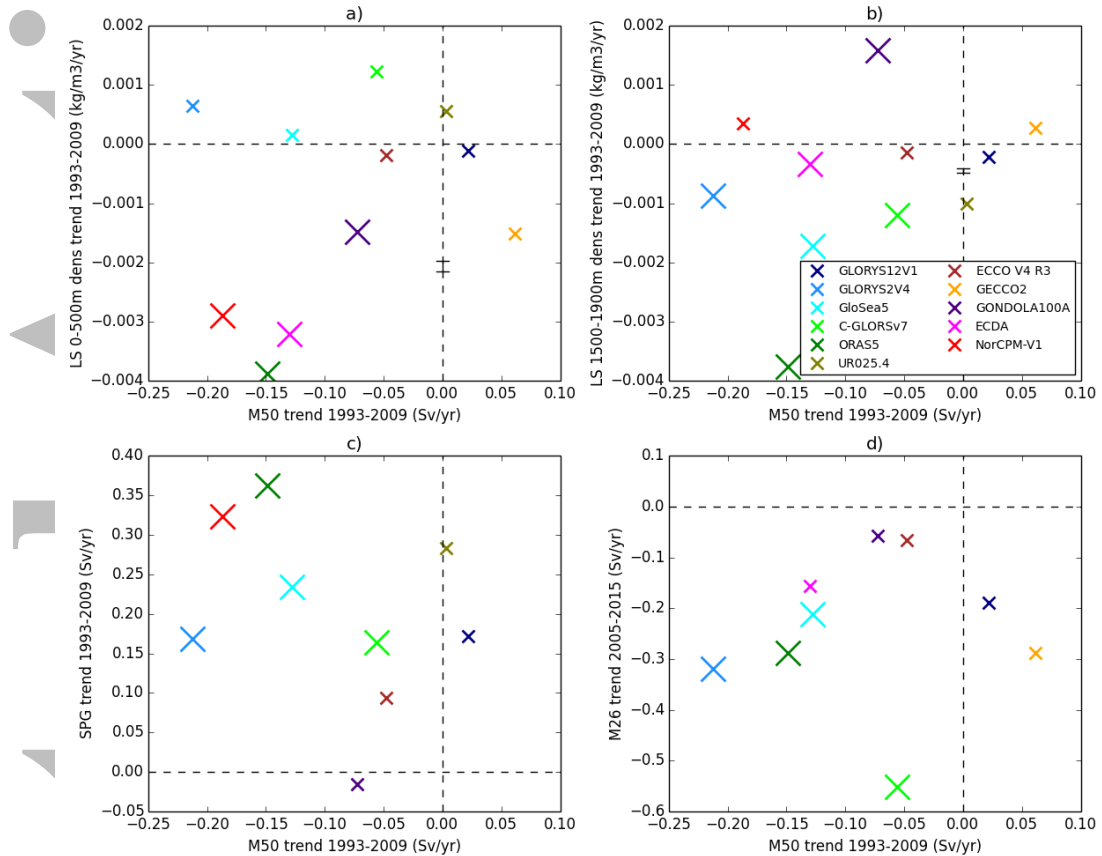 a)
0.002
0.001
0.000
−0.001
−0.002
−0.003
−0.004
LS 0-500m dens trend 1993-2009 (kg/m3/yr)
−0.25 −0.20 −0.15 −0.10 −0.05 0.00 0.05 0.10
M50 trend 1993-2009 (Sv/yr)
b)
0.002
0.001
0.000
−0.001
−0.002
−0.003
−0.004
LS 1500-1900m dens trend 1993-2009 (kg/m3/yr)
GLORYS12V1
GLORYS2V4
GloSea5
C-GLORSv7
ORAS5
UR025.4
ECCO V4 R3
GECCO2
GONDOLA100A
ECDA
NorCPM-V1
−0.25 −0.20 −0.15 −0.10 −0.05 0.00 0.05 0.10
M50 trend 1993-2009 (Sv/yr)
c)
0.40
0.35
0.30
0.25
0.20
0.15
0.10
0.05
0.00
−0.05
SPG trend 1993-2009 (Sv/yr)
−0.25 −0.20 −0.15 −0.10 −0.05 0.00 0.05 0.10
M50 trend 1993-2009 (Sv/yr)
d)
0.1
0.0
−0.1
−0.2
−0.3
−0.4
−0.5
−0.6
M26 trend 2005-2015 (Sv/yr)
−0.25 −0.20 −0.15 −0.10 −0.05 0.00 0.05 0.10
M50 trend 1993-2009 (Sv/yr)